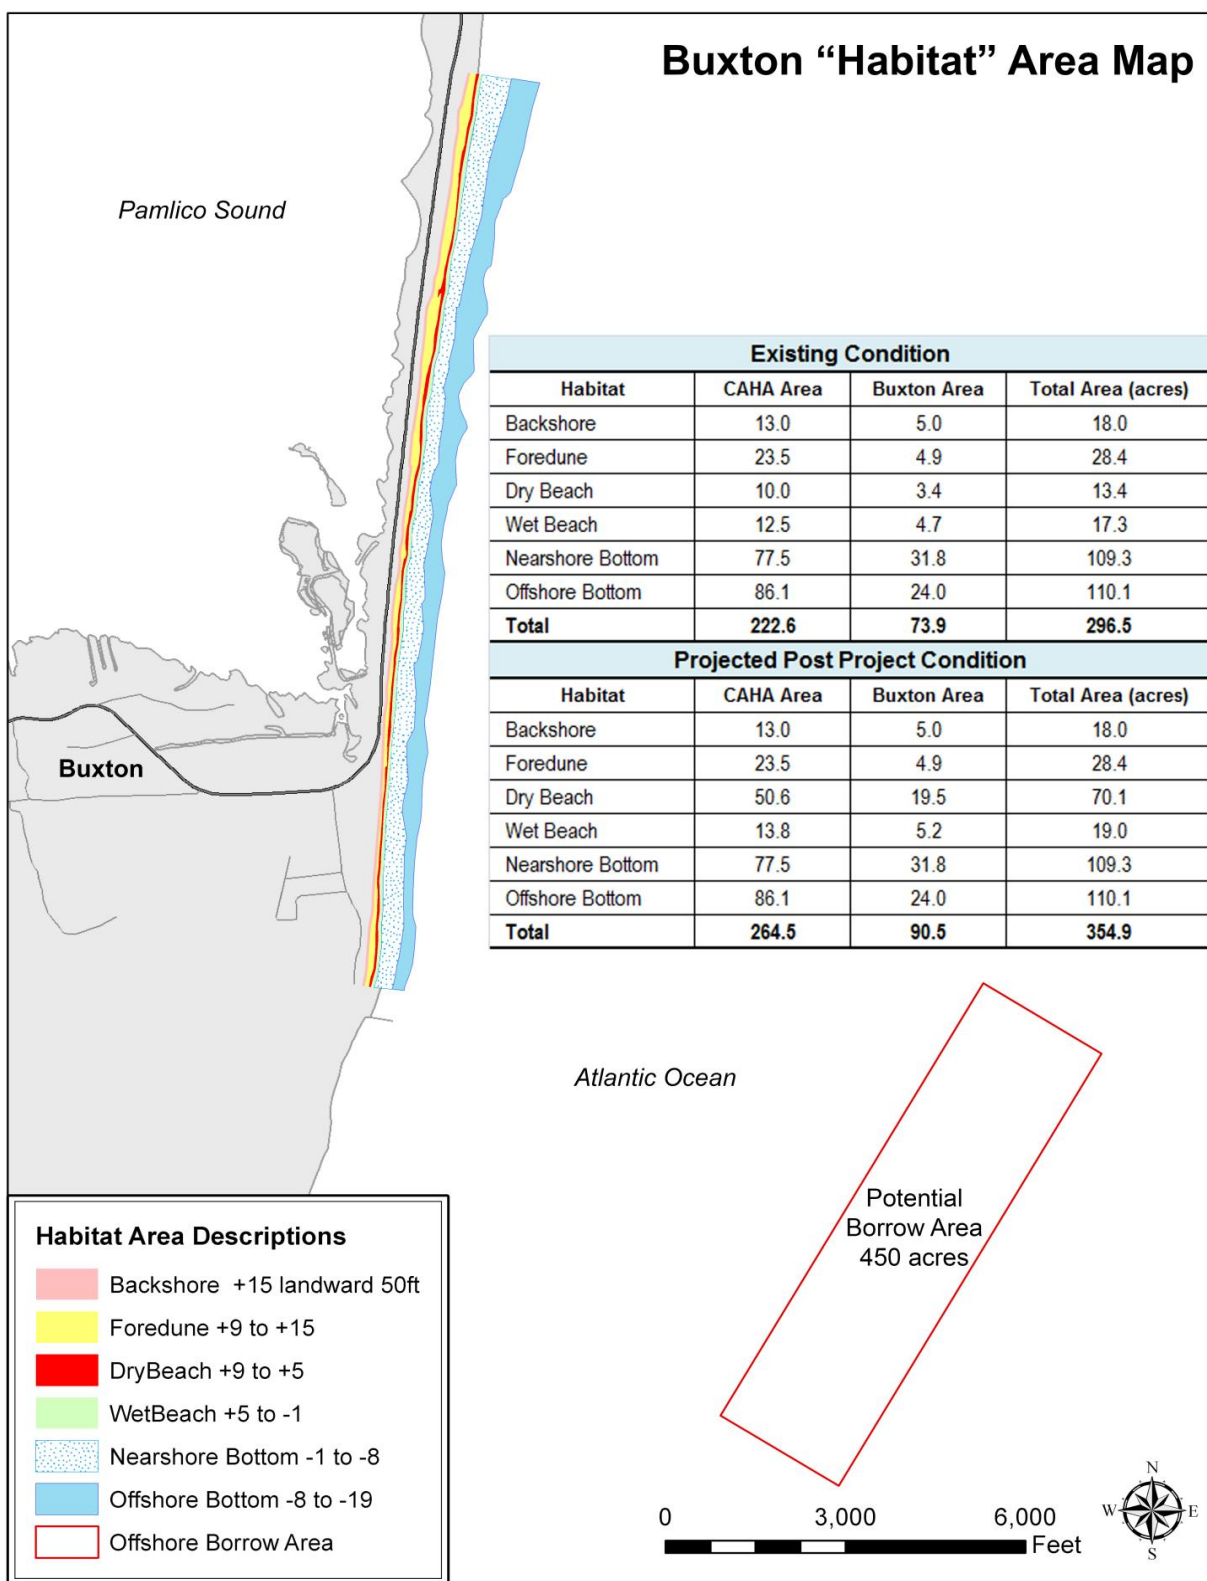 Buxton “Habitat” Area Map
Pamlico Sound
Existing Condition
Habitat CAHA Area Buxton Area Total Area (acres)
Backshore 13.0 5.0 18.0
Foredune 23.5 4.9 28.4
Dry Beach 10.0 3.4 13.4
Wet Beach 12.5 4.7 17.3
Nearshore Bottom 77.5 31.8 109.3
Offshore Bottom 86.1 24.0 110.1
Total 222.6 73.9 296.5
Projected Post Project Condition
Habitat CAHA Area Buxton Area Total Area (acres)
Backshore 13.0 5.0 18.0
Foredune 23.5 4.9 28.4
Dry Beach 50.6 19.5 70.1
Wet Beach 13.8 5.2 19.0
Nearshore Bottom 77.5 31.8 109.3
Offshore Bottom 86.1 24.0 110.1
Total 264.5 90.5 354.9
Buxton
Atlantic Ocean
Potential
Borrow Area
450 acres
Habitat Area Descriptions
Backshore +15 landward 50ft
Foredune +9 to +15
DryBeach +9 to +5
WetBeach +5 to -1
Nearshore Bottom -1 to -8
Offshore Bottom -8 to -19
Offshore Borrow Area
0 3,000 6,000
Feet
N
W E
S